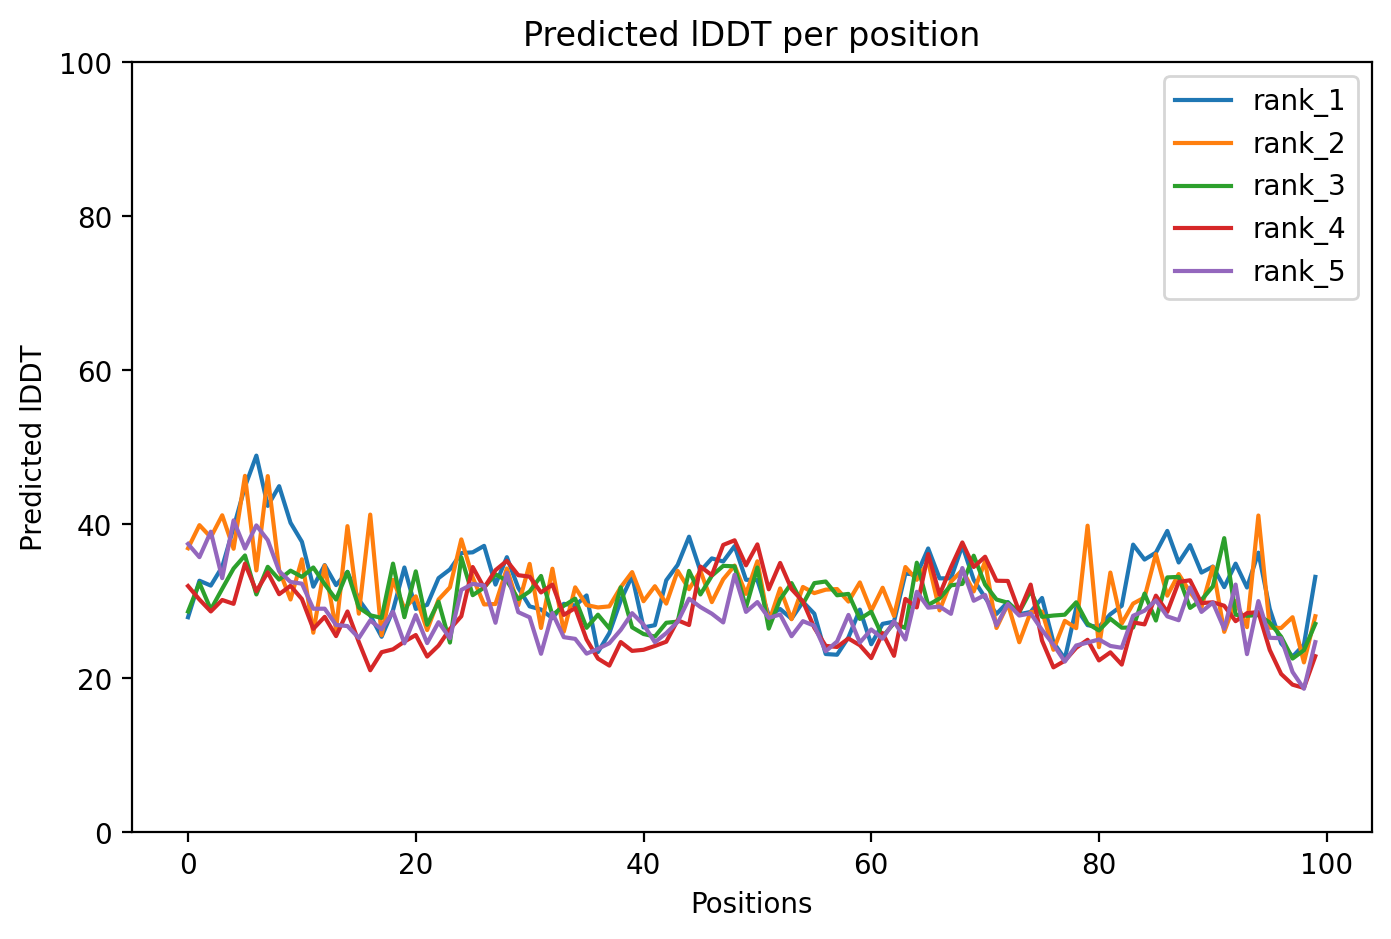 Predicted lDDT per position
100
80
60
40
20
0
Predicted lDDT
rank_1
rank_2
rank_3
rank_4
rank_5
0 20 40 60 80 100
Positions